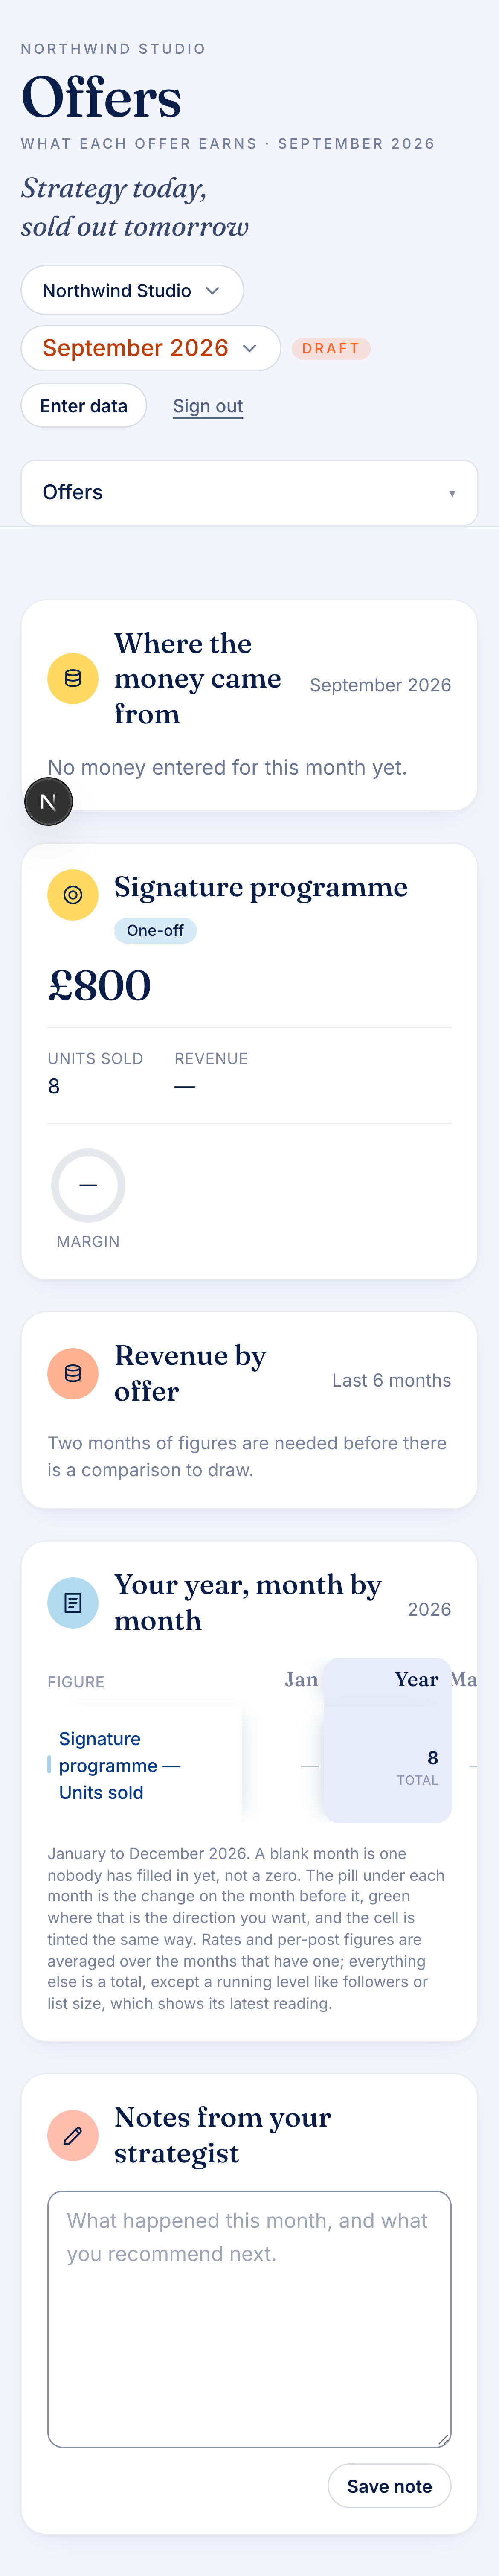 NORTHWIND STUDIO
Offers
WHAT EACH OFFER EARNS · SEPTEMBER 2026
Strategy today,
sold out tomorrow
Northwind Studio
September 2026
DRAFT
Enter data
Sign out
Offers
Where the
money came
from
September 2026
No money entered for this month yet.
N
Signature programme
One-off
£800
UNITS SOLD
REVENUE
8
—
—
MARGIN
Revenue by
offer
Last 6 months
Two months of figures are needed before there
is a comparison to draw.
Your year, month by
month
2026
FIGURE
Jan
Year
Ma
Signature
programme —
Units sold
—
8
TOTAL
—
January to December 2026. A blank month is one
nobody has filled in yet, not a zero. The pill under each
month is the change on the month before it, green
where that is the direction you want, and the cell is
tinted the same way. Rates and per-post figures are
averaged over the months that have one; everything
else is a total, except a running level like followers or
list size, which shows its latest reading.
Notes from your
strategist
What happened this month, and what
you recommend next.
Save note